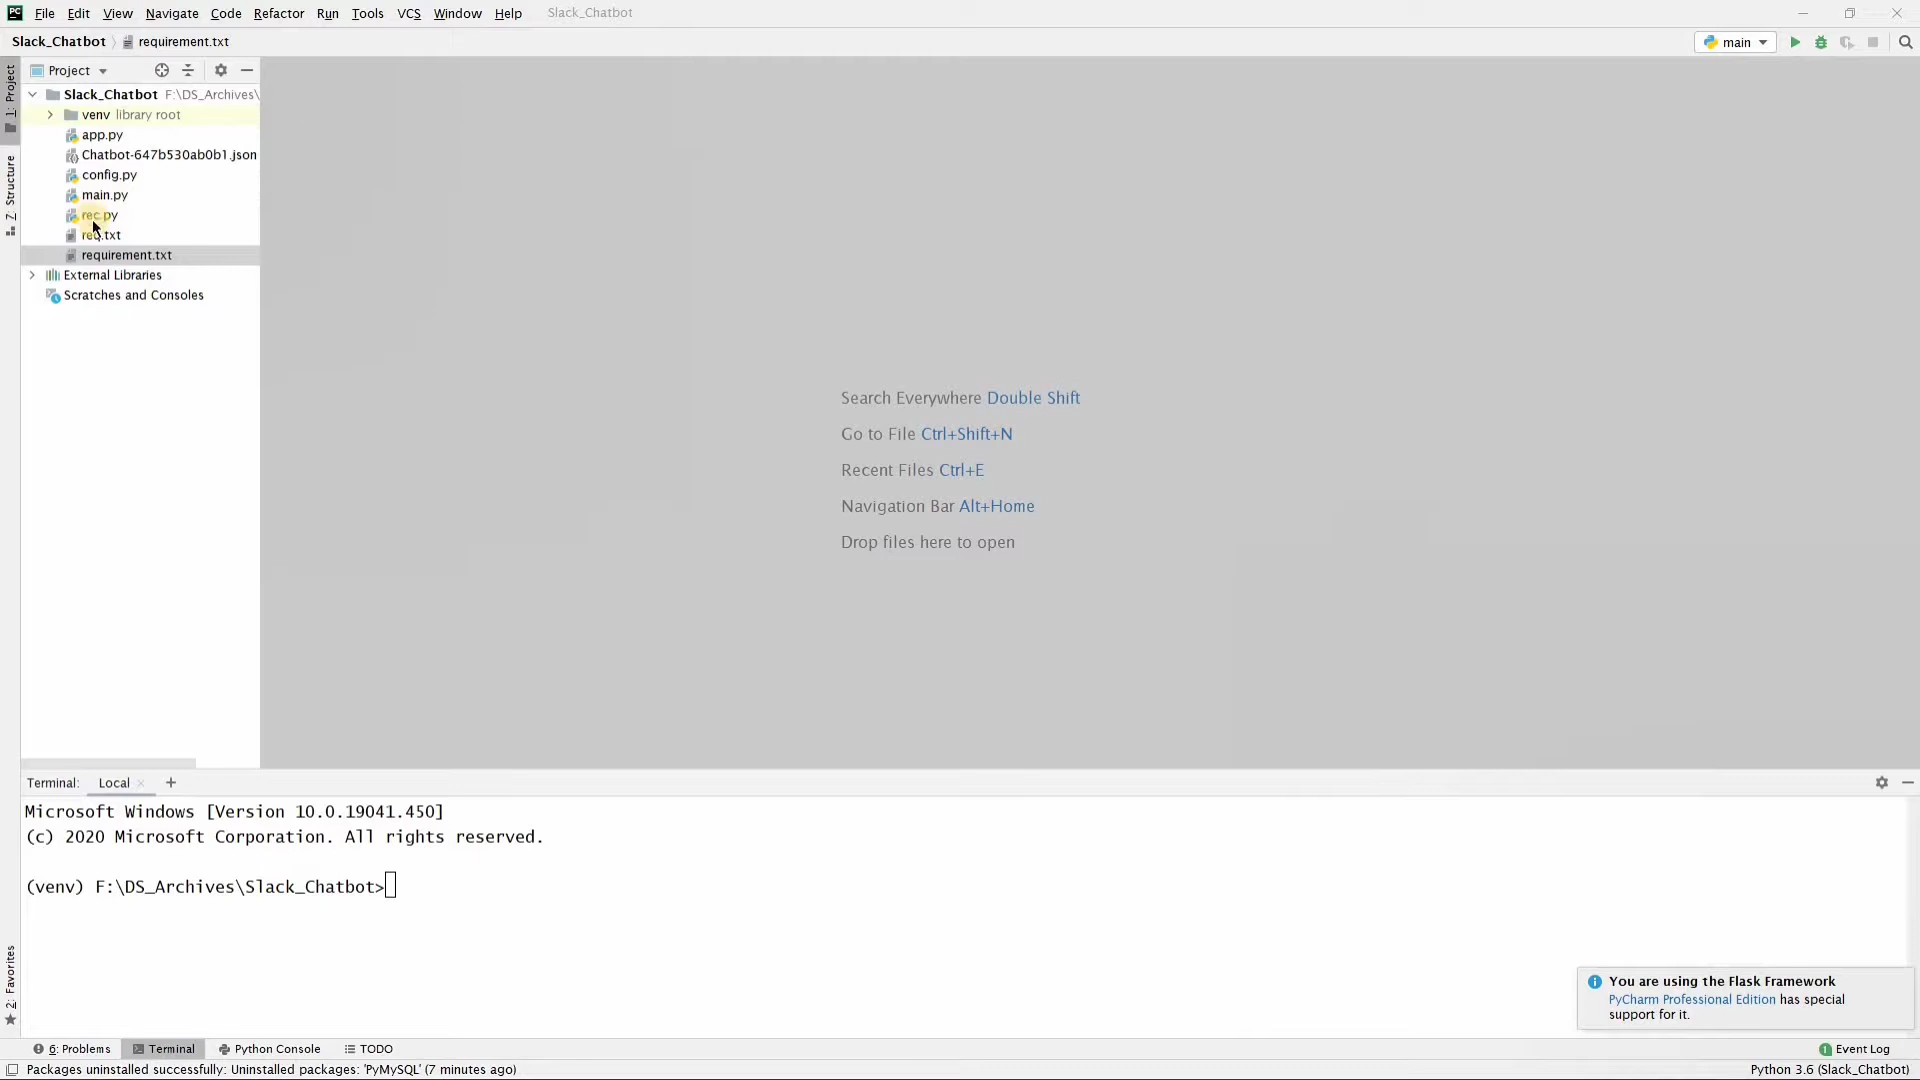 PC File Edit View Navigate Code Refactor Run Tools VCS Window Help Slack_Chatbot
Slack_Chatbot requirement.txt main
Project
Slack_Chatbot F:\DS_Archives\
venv library root
app.py
Chatbot-647b530ab0b1.json
config.py
main.py
rec.py
req.txt
requirement.txt
External Libraries
Scratches and Consoles
1: Project
7: Structure
2: Favorites
Search Everywhere Double Shift
Go to File Ctrl+Shift+N
Recent Files Ctrl+E
Navigation Bar Alt+Home
Drop files here to open
Terminal: Local
Microsoft Windows [Version 10.0.19041.450]
(c) 2020 Microsoft Corporation. All rights reserved.
(venv) F:\DS_Archives\Slack_Chatbot>
You are using the Flask Framework
PyCharm Professional Edition has special
support for it.
6: Problems Terminal Python Console TODO 1 Event Log
Packages uninstalled successfully: Uninstalled packages: 'PyMySQL' (7 minutes ago) Python 3.6 (Slack_Chatbot)